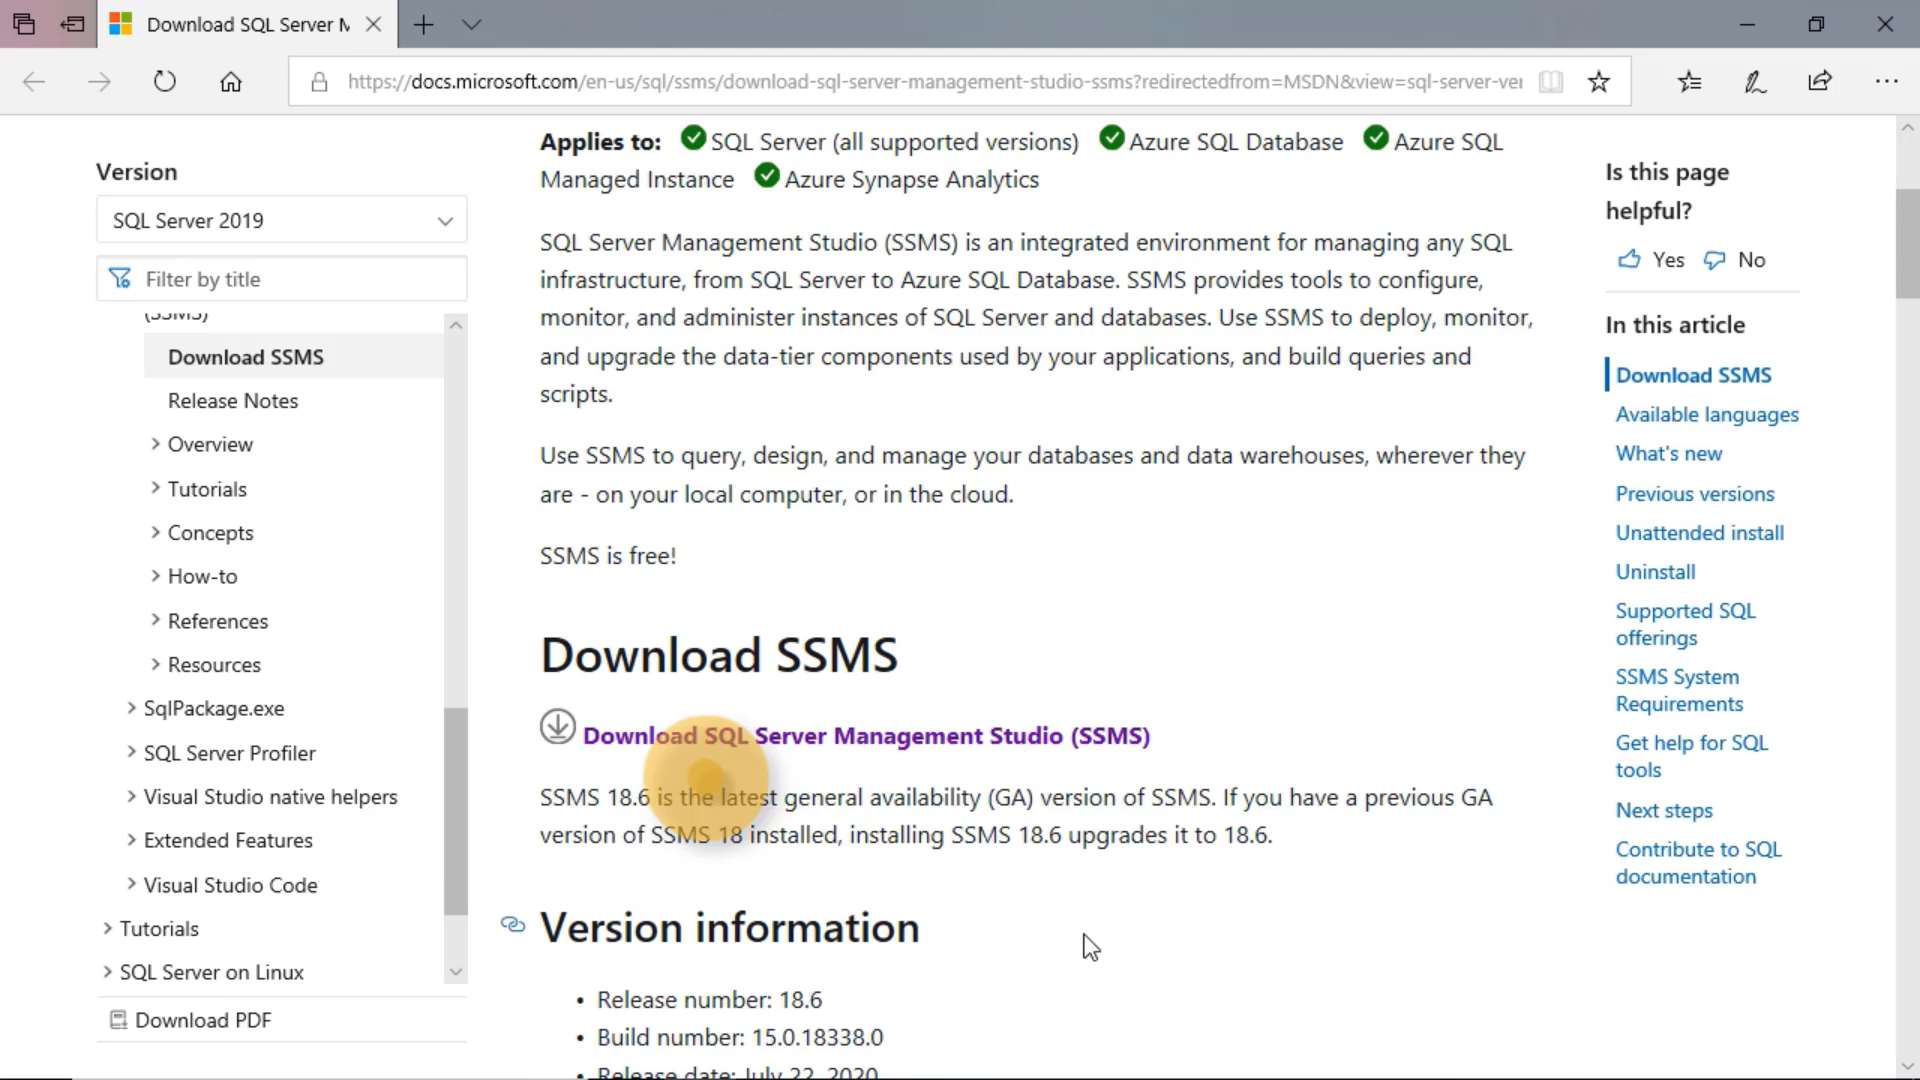 Download SQL Server M
https://docs.microsoft.com/en-us/sql/ssms/download-sql-server-management-studio-ssms?redirectedfrom=MSDN&view=sql-server-ver
Version
SQL Server 2019
Filter by title
(SSMS)
Download SSMS
Release Notes
Overview
Tutorials
Concepts
How-to
References
Resources
SqlPackage.exe
SQL Server Profiler
Visual Studio native helpers
Extended Features
Visual Studio Code
Tutorials
SQL Server on Linux
Download PDF
Applies to: SQL Server (all supported versions) Azure SQL Database Azure SQL
Managed Instance Azure Synapse Analytics
SQL Server Management Studio (SSMS) is an integrated environment for managing any SQL
infrastructure, from SQL Server to Azure SQL Database. SSMS provides tools to configure,
monitor, and administer instances of SQL Server and databases. Use SSMS to deploy, monitor,
and upgrade the data-tier components used by your applications, and build queries and
scripts.
Use SSMS to query, design, and manage your databases and data warehouses, wherever they
are - on your local computer, or in the cloud.
SSMS is free!
Download SSMS
Download SQL Server Management Studio (SSMS)
SSMS 18.6 is the latest general availability (GA) version of SSMS. If you have a previous GA
version of SSMS 18 installed, installing SSMS 18.6 upgrades it to 18.6.
Version information
• Release number: 18.6
• Build number: 15.0.18338.0
• Release date: July 22, 2020
Is this page
helpful?
Yes No
In this article
Download SSMS
Available languages
What's new
Previous versions
Unattended install
Uninstall
Supported SQL
offerings
SSMS System
Requirements
Get help for SQL
tools
Next steps
Contribute to SQL
documentation